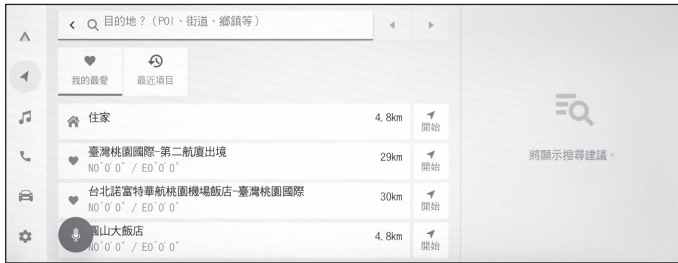 目的地？（POI、街道、鄉鎮等）
我的最愛
最近項目
住家
4.8km
開始
臺灣桃園國際-第二航廈出境
N0°0'0" / E0°0'0"
29km
開始
台北諾富特華航桃園機場飯店-臺灣桃園國際
N0°0'0" / E0°0'0"
30km
開始
圓山大飯店
N0°0'0" / E0°0'0"
4.8km
開始
將顯示搜尋建議。